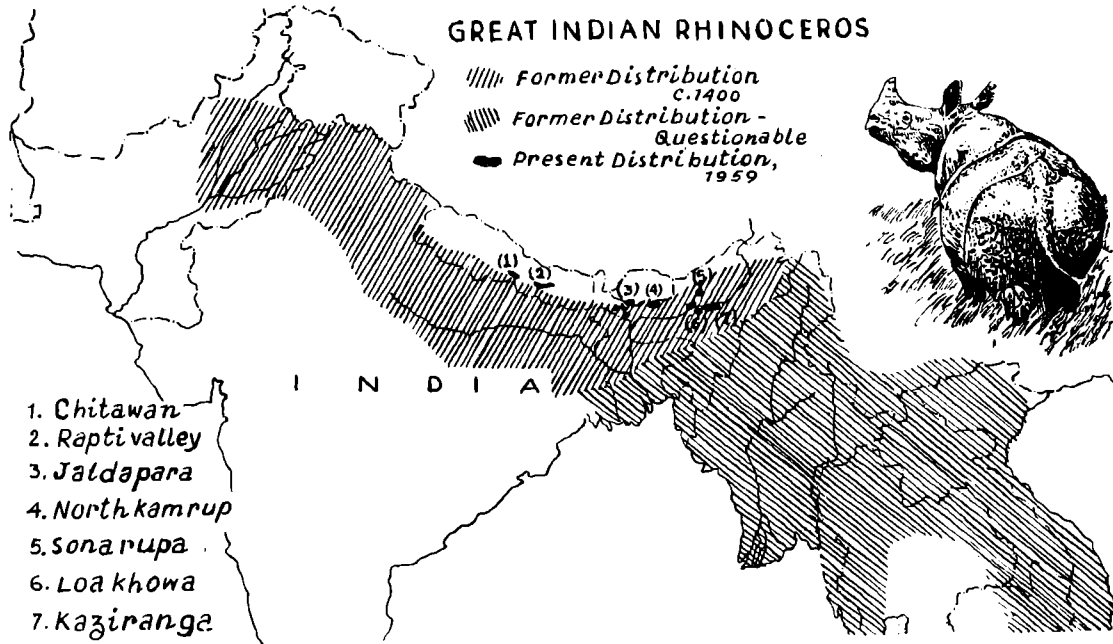 GREAT INDIAN RHINOCEROS
Former Distribution
C.1400
Former Distribution -
Questionable
Present Distribution,
1959
(1)
(2)
(3) (4)
(5)
(6)
I N D I A
1. Chitawan
2. Rapti valley
3. Jaldapara
4. North kamrup
5. Sona rupa
6. Loa khowa
7. Kaziranga